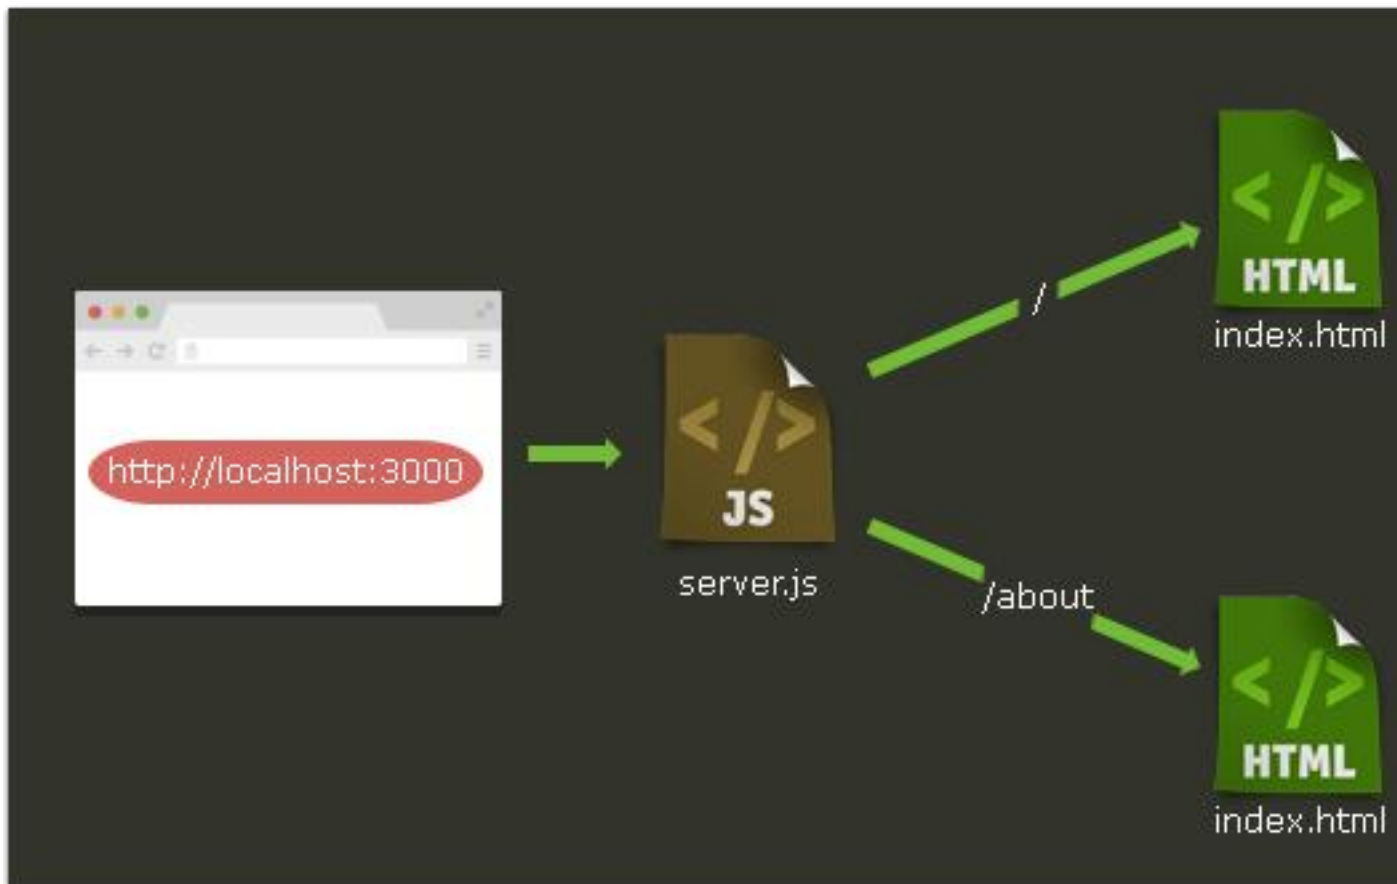 http://localhost:3000
</>
JS
server.js
/
</>
HTML
index.html
/about
</>
HTML
index.html